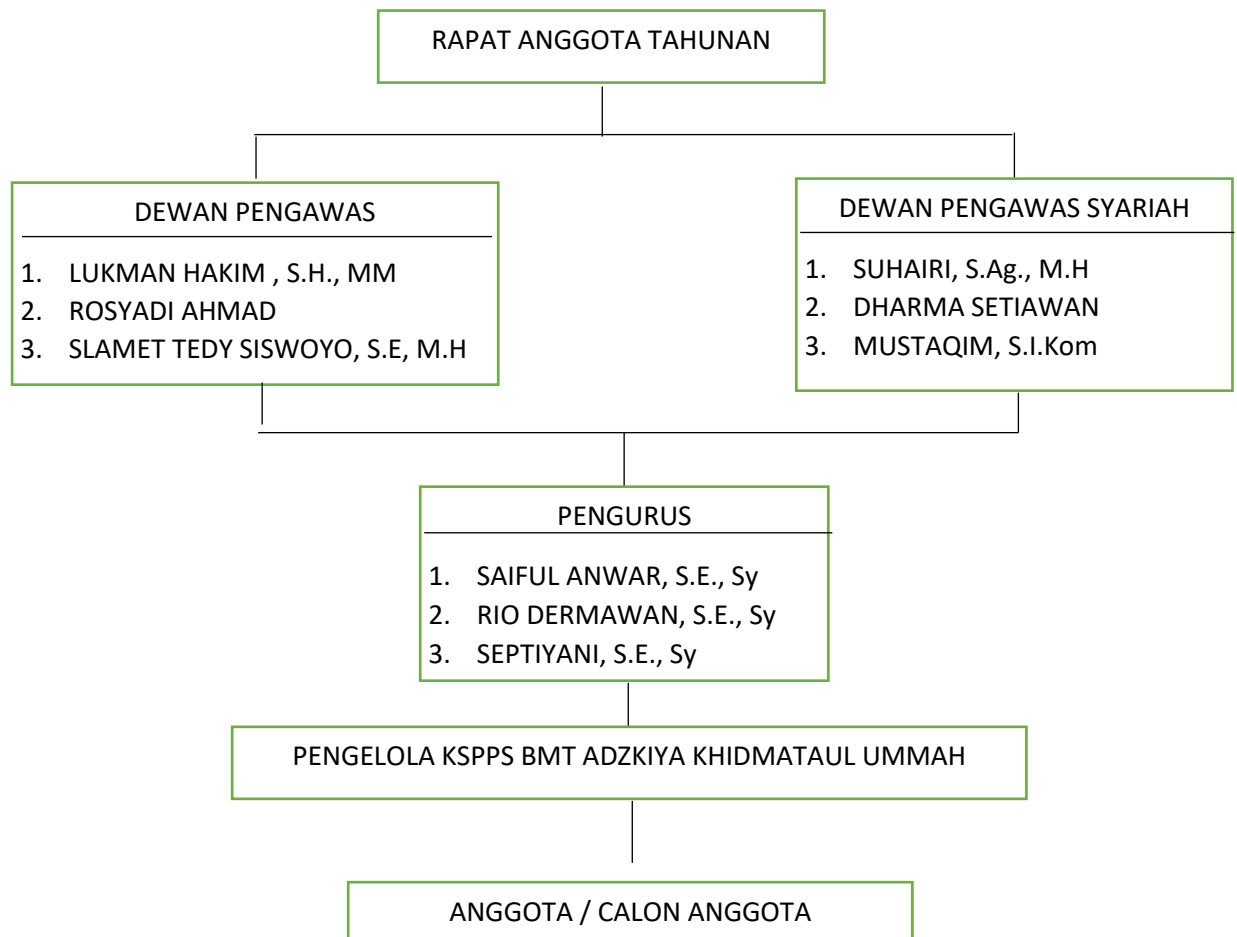 RAPAT ANGGOTA TAHUNAN
DEWAN PENGAWAS
1. LUKMAN HAKIM , S.H., MM
2. ROSYADI AHMAD
3. SLAMET TEDY SISWOYO, S.E, M.H
DEWAN PENGAWAS SYARIAH
1. SUHAIRI, S.Ag., M.H
2. DHARMA SETIAWAN
3. MUSTAQIM, S.I.Kom
PENGURUS
1. SAIFUL ANWAR, S.E., Sy
2. RIO DERMAWAN, S.E., Sy
3. SEPTIYANI, S.E., Sy
PENGELOLA KSPPS BMT ADZKIYA KHIDMATAUL UMMAH
ANGGOTA / CALON ANGGOTA